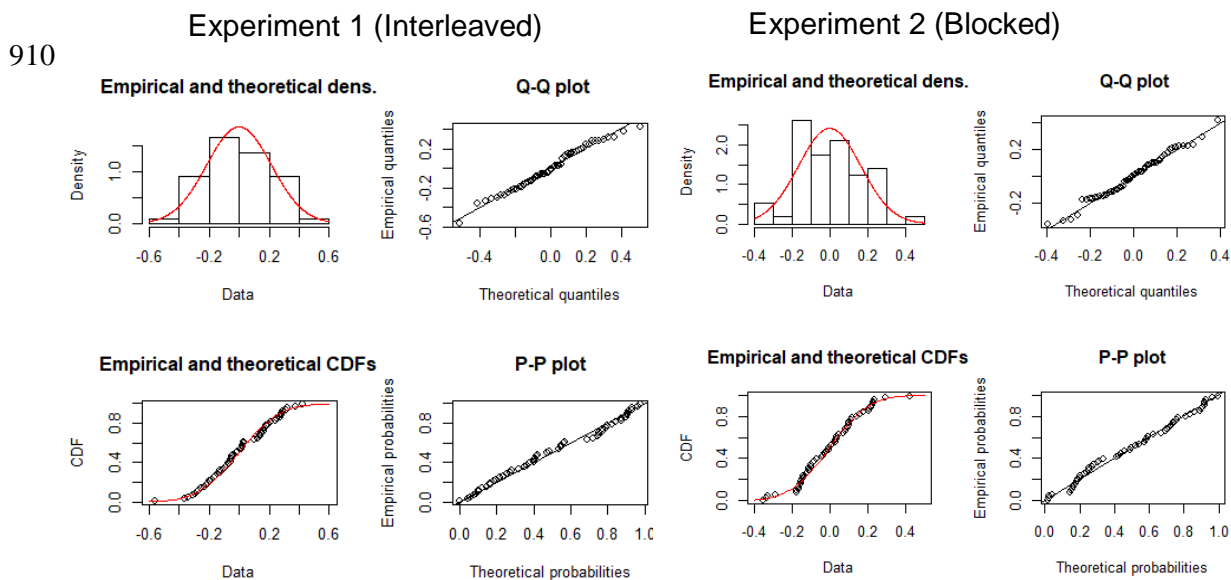 Experiment 1 (Interleaved)
Experiment 2 (Blocked)
910
Empirical and theoretical dens.
Density
0.0 1.0
-0.6 -0.2 0.2 0.6
Data
Q-Q plot
Empirical quantiles
-0.6 -0.2 0.2
-0.4 -0.2 0.0 0.2 0.4
Theoretical quantiles
Empirical and theoretical dens.
Density
0.0 1.0 2.0
-0.4 -0.2 0.0 0.2 0.4
Data
Q-Q plot
Empirical quantiles
-0.2 0.2
-0.4 -0.2 0.0 0.2 0.4
Theoretical quantiles
Empirical and theoretical CDFs
CDF
0.0 0.4 0.8
-0.6 -0.2 0.2 0.6
Data
P-P plot
Empirical probabilities
0.0 0.4 0.8
0.0 0.2 0.4 0.6 0.8 1.0
Theoretical probabilities
Empirical and theoretical CDFs
CDF
0.0 0.4 0.8
-0.4 -0.2 0.0 0.2 0.4
Data
P-P plot
Empirical probabilities
0.0 0.4 0.8
0.0 0.2 0.4 0.6 0.8 1.0
Theoretical probabilities